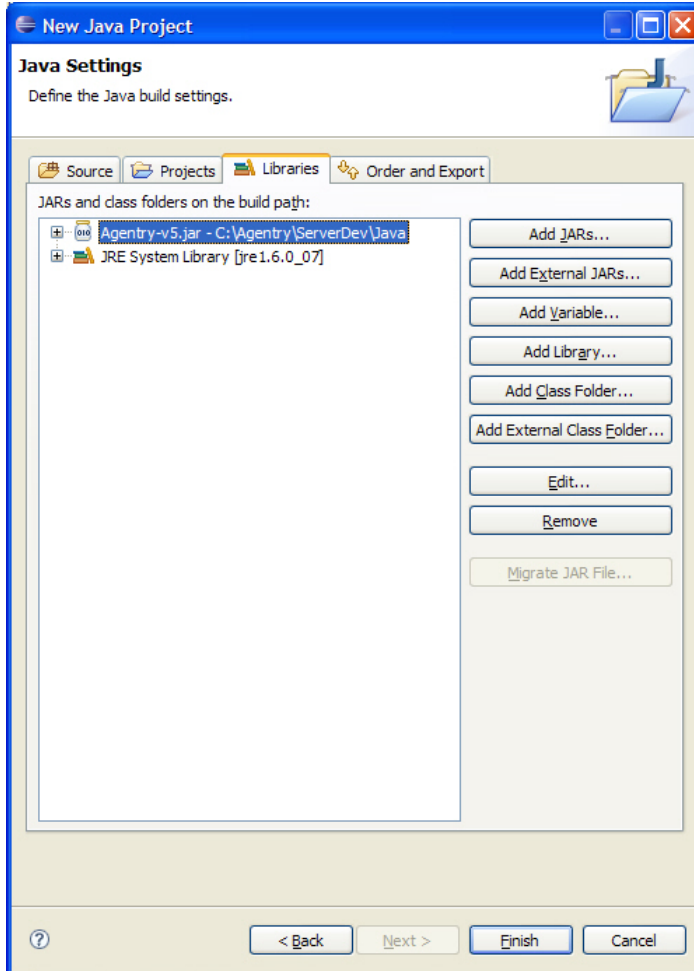 New Java Project
Java Settings
Define the Java build settings.
Source Projects Libraries Order and Export
JARs and class folders on the build path:
Agentry-v5.jar - C:\Agentry\ServerDev\Java
JRE System Library [jre1.6.0_07]
Add JARs...
Add External JARs...
Add Variable...
Add Library...
Add Class Folder...
Add External Class Folder...
Edit...
Remove
Migrate JAR File...
? < Back Next > Finish Cancel